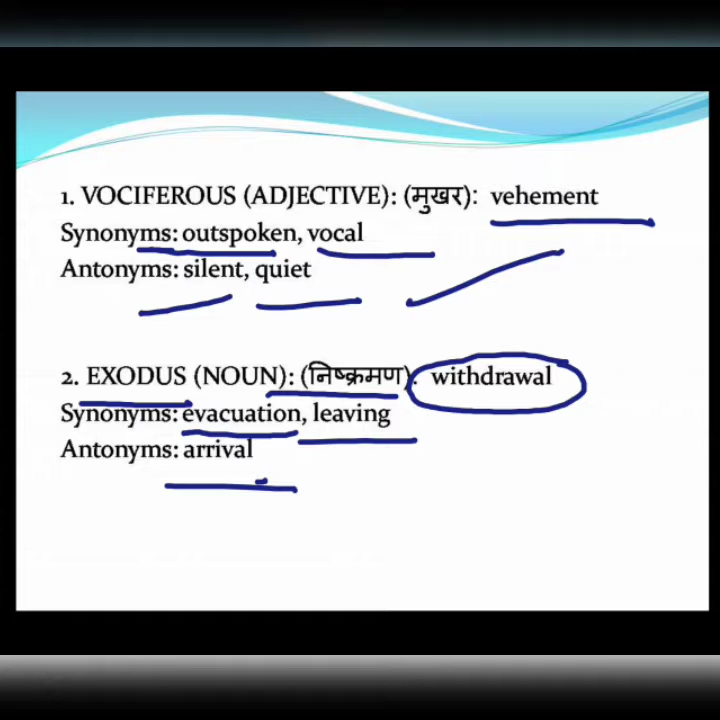 1. VOCIFEROUS (ADJECTIVE): (मुखर): vehement
Synonyms: outspoken, vocal
Antonyms: silent, quiet
2. EXODUS (NOUN): (निष्क्रमण): withdrawal
Synonyms: evacuation, leaving
Antonyms: arrival